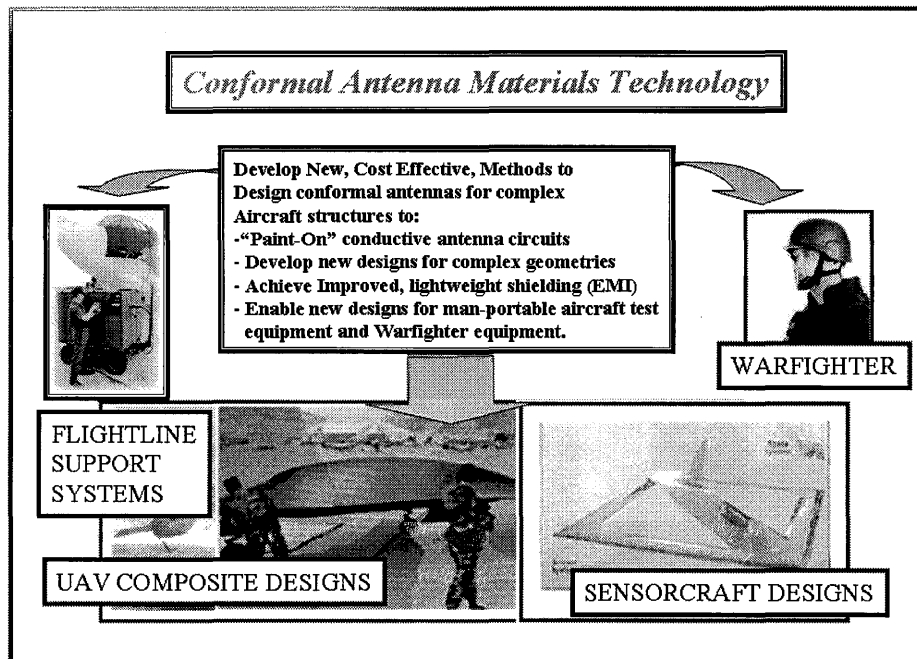 Conformal Antenna Materials Technology
Develop New, Cost Effective, Methods to
Design conformal antennas for complex
Aircraft structures to:
-“Paint-On” conductive antenna circuits
- Develop new designs for complex geometries
- Achieve Improved, lightweight shielding (EMI)
- Enable new designs for man-portable aircraft test
equipment and Warfighter equipment.
WARFIGHTER
FLIGHTLINE
SUPPORT
SYSTEMS
UAV COMPOSITE DESIGNS
SENSORCRAFT DESIGNS